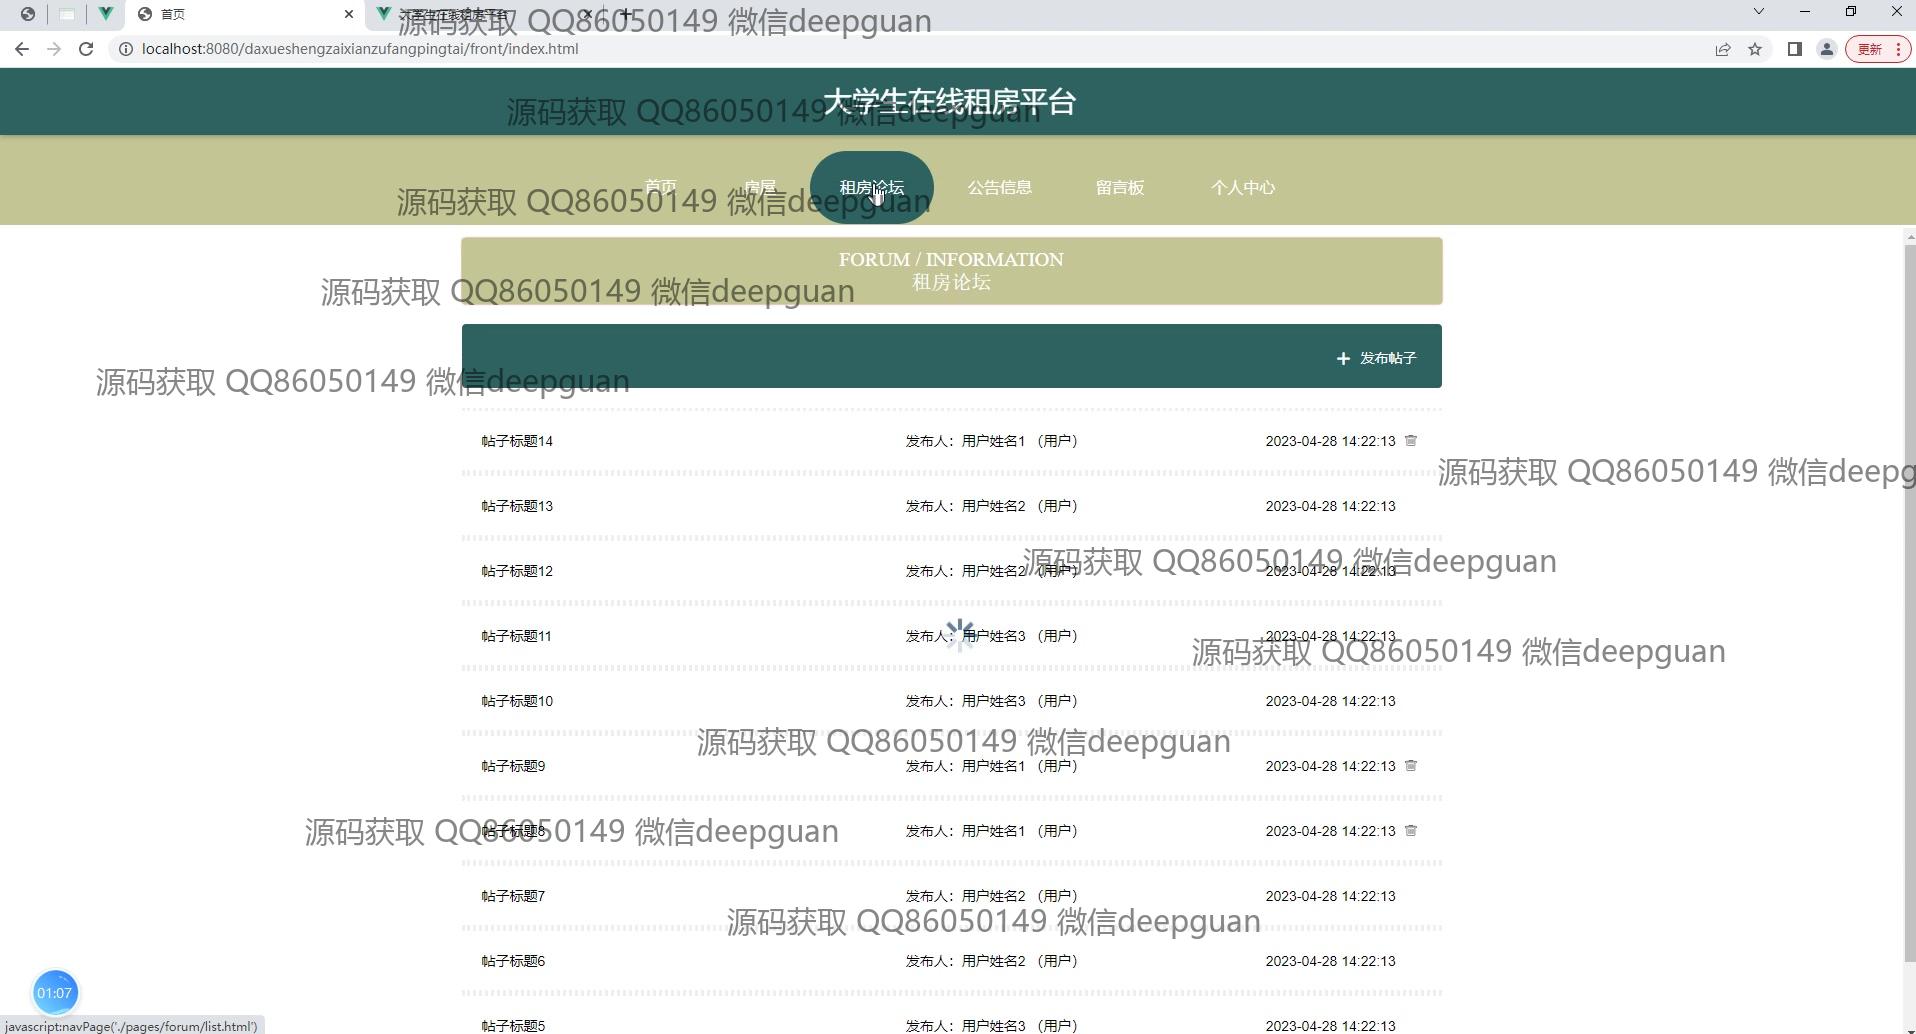 首页
大学生在线租房平台
源码获取 QQ86050149 微信deepguan
localhost:8080/daxueshengzaixianzufangpingtai/front/index.html
更新
大学生在线租房平台
源码获取 QQ86050149 微信deepguan
首页 房屋 租房论坛 公告信息 留言板 个人中心
源码获取 QQ86050149 微信deepguan
FORUM / INFORMATION
租房论坛
源码获取 QQ86050149 微信deepguan
发布帖子
源码获取 QQ86050149 微信deepguan
帖子标题14 发布人：用户姓名1 （用户） 2023-04-28 14:22:13
源码获取 QQ86050149 微信deepg
帖子标题13 发布人：用户姓名2 （用户） 2023-04-28 14:22:13
源码获取 QQ86050149 微信deepguan
帖子标题12 发布人：用户姓名2 （用户） 2023-04-28 14:22:13
帖子标题11 发布人：用户姓名3 （用户） 2023-04-28 14:22:13
源码获取 QQ86050149 微信deepguan
帖子标题10 发布人：用户姓名3 （用户） 2023-04-28 14:22:13
源码获取 QQ86050149 微信deepguan
帖子标题9 发布人：用户姓名1 （用户） 2023-04-28 14:22:13
帖子标题8 发布人：用户姓名1 （用户） 2023-04-28 14:22:13
源码获取 QQ86050149 微信deepguan
帖子标题7 发布人：用户姓名2 （用户） 2023-04-28 14:22:13
源码获取 QQ86050149 微信deepguan
帖子标题6 发布人：用户姓名2 （用户） 2023-04-28 14:22:13
01:07
帖子标题5 发布人：用户姓名3 （用户） 2023-04-28 14:22:13
javascript:navPage('./pages/forum/list.html')